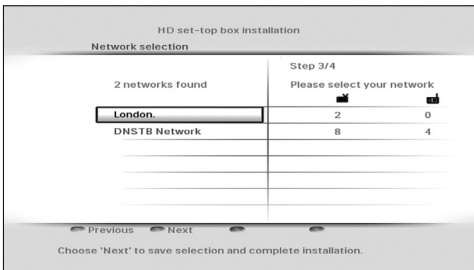 HD set-top box installation
Network selection
Step 3/4
2 networks found Please select your network
London. 2 0
DNSTB Network 8 4
Previous Next
Choose 'Next' to save selection and complete installation.